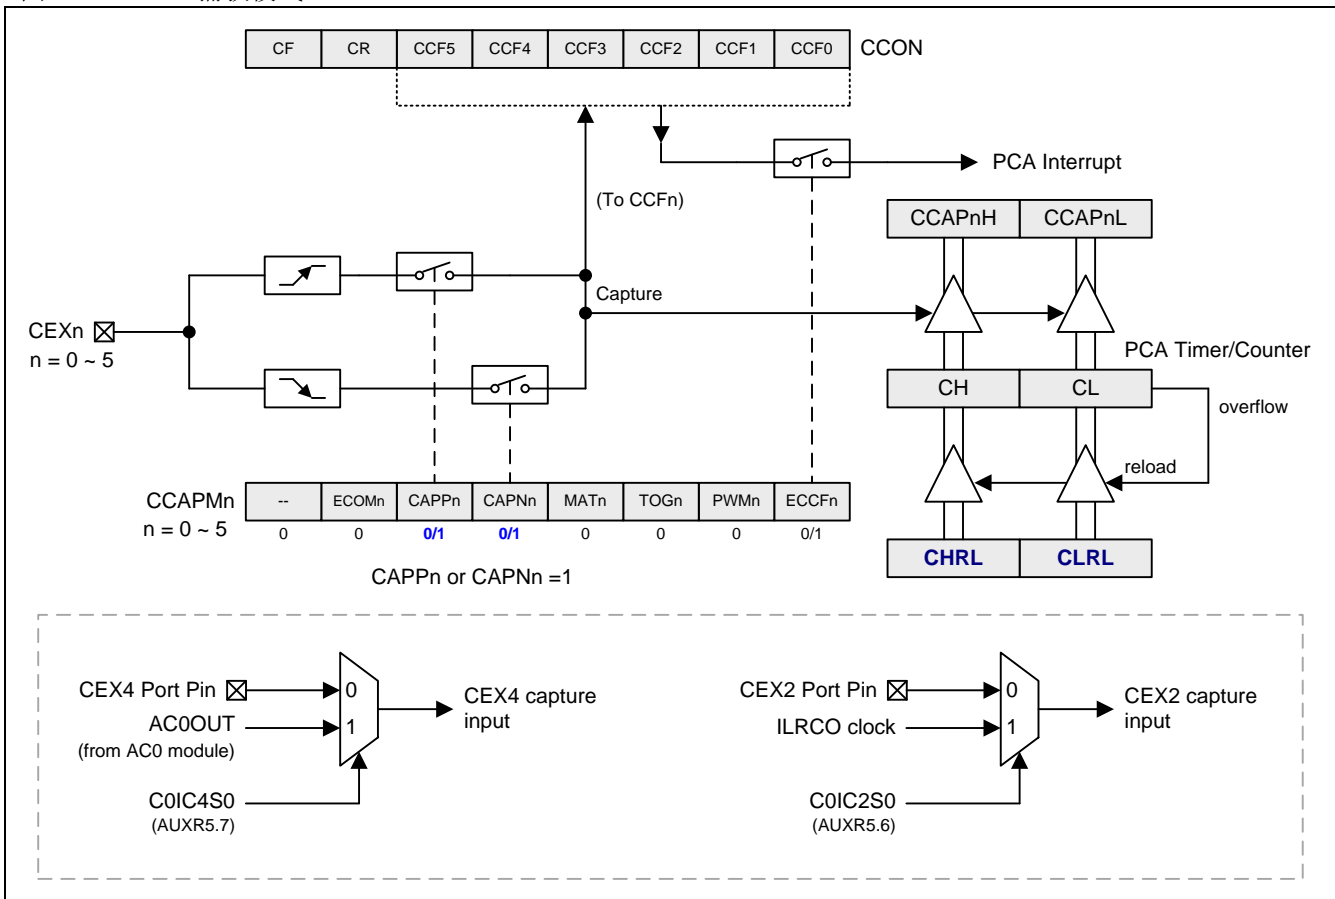 CF CR CCF5 CCF4 CCF3 CCF2 CCF1 CCF0 CCON
PCA Interrupt
(To CCFn)
CCAPnH CCAPnL
Capture
CEXn
n = 0 ~ 5
PCA Timer/Counter
CH CL
overflow
reload
CCAPMn -- ECOMn CAPPn CAPNn MATn TOGn PWMn ECCFn
n = 0 ~ 5 0 0 0/1 0/1 0 0 0 0/1
CHRL CLRL
CAPPn or CAPNn =1
CEX4 Port Pin 0
AC0OUT 1
(from AC0 module)
CEX4 capture
input
C0IC4S0
(AUXR5.7)
CEX2 Port Pin 0
ILRCO clock 1
CEX2 capture
input
C0IC2S0
(AUXR5.6)